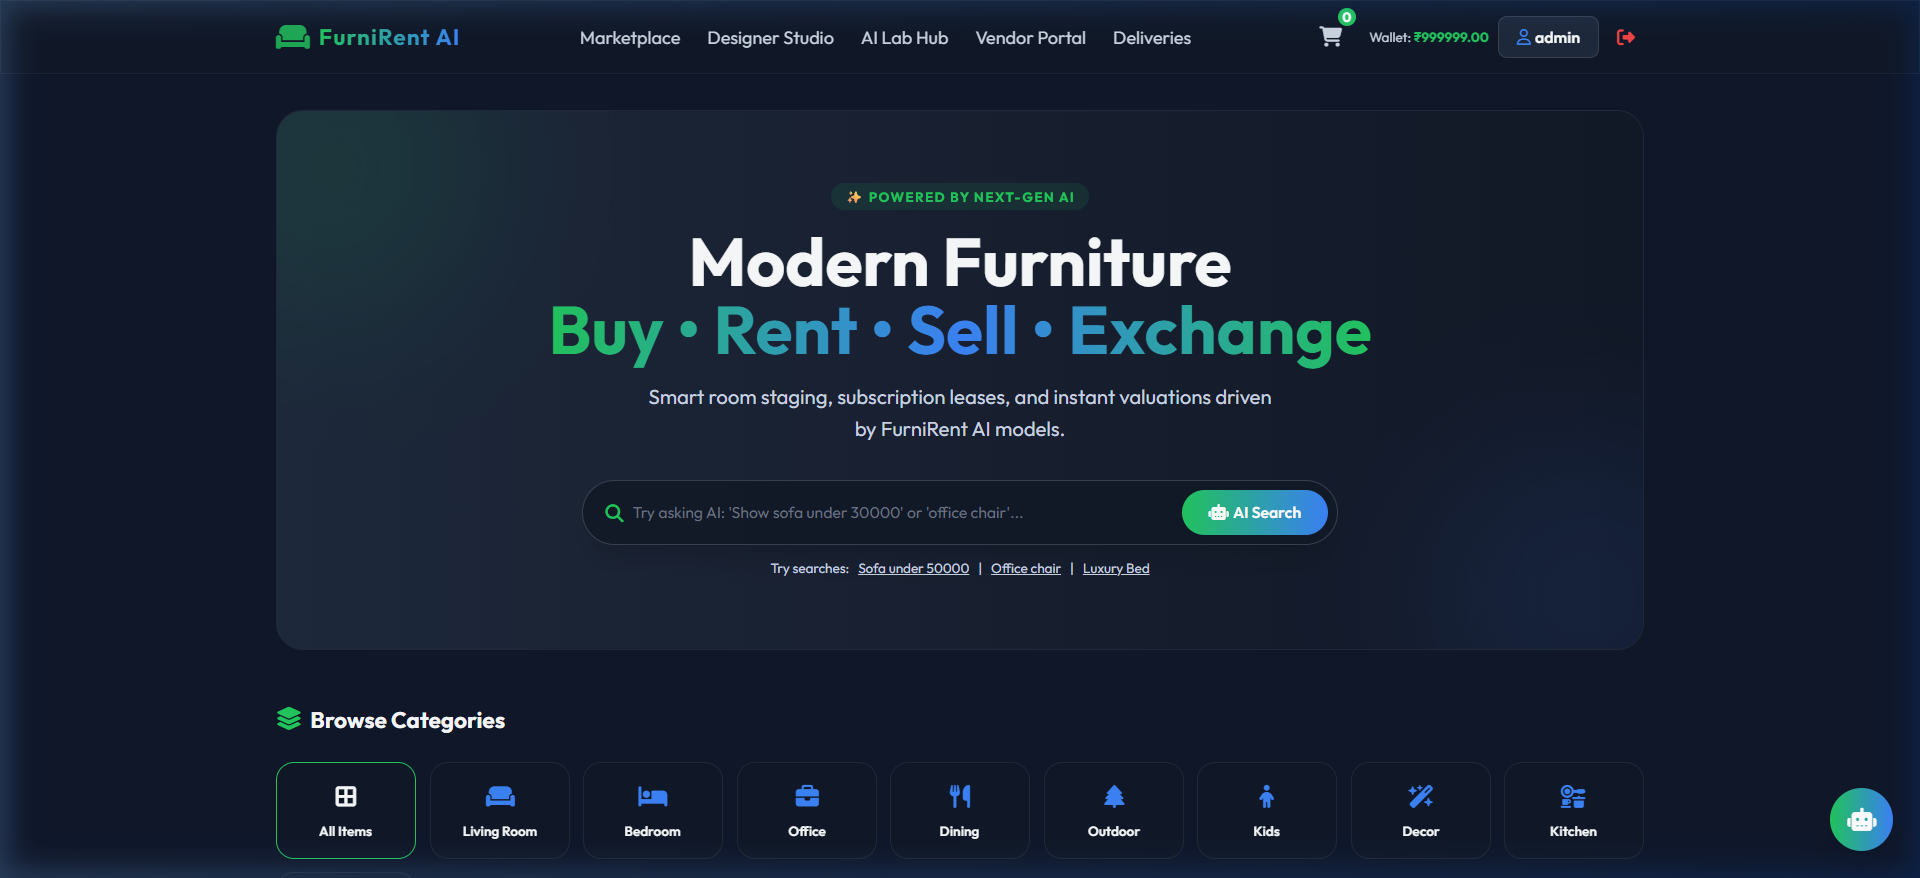 FurniRent AI
Marketplace
Designer Studio
AI Lab Hub
Vendor Portal
Deliveries
0
Wallet: ₹999999.00
admin
✨ POWERED BY NEXT-GEN AI
Modern Furniture
Buy • Rent • Sell • Exchange
Smart room staging, subscription leases, and instant valuations driven
by FurniRent AI models.
Try asking AI: 'Show sofa under 30000' or 'office chair'...
AI Search
Try searches: Sofa under 50000 | Office chair | Luxury Bed
Browse Categories
All Items
Living Room
Bedroom
Office
Dining
Outdoor
Kids
Decor
Kitchen